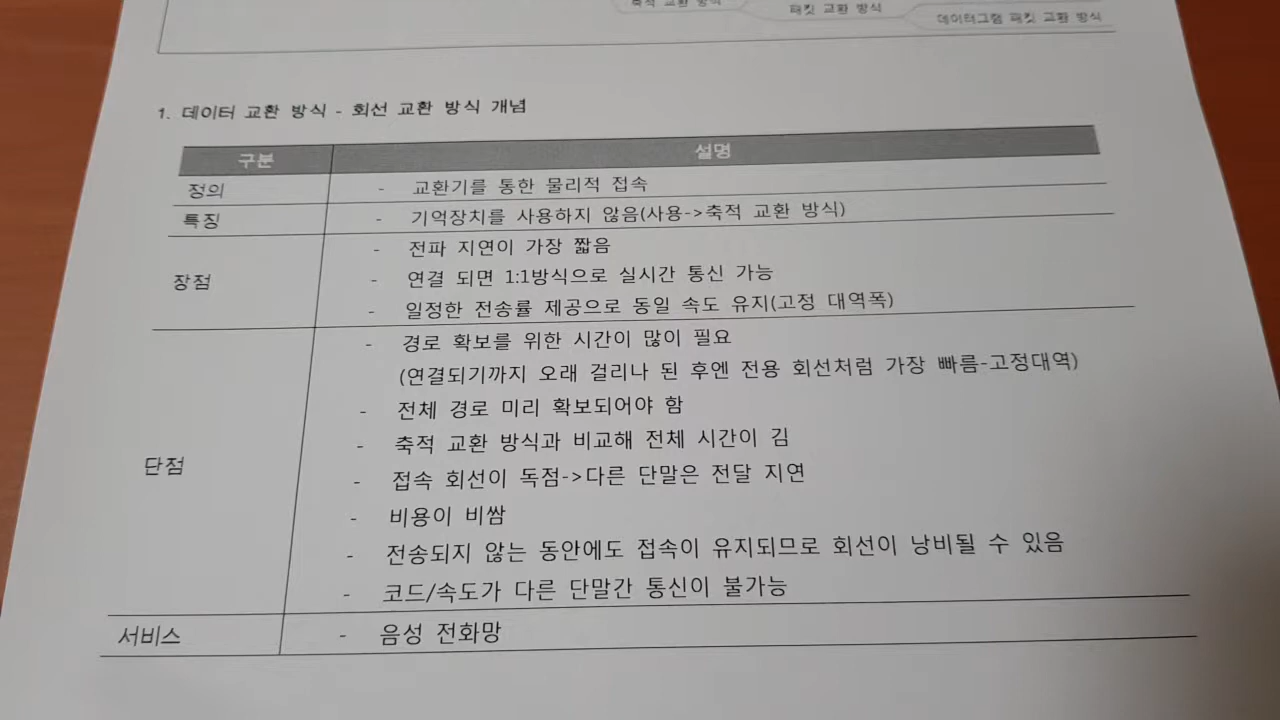 축적 교환 방식
패킷 교환 방식
데이터그램 패킷 교환 방식
1. 데이터 교환 방식 - 회선 교환 방식 개념
구분 설명
정의 - 교환기를 통한 물리적 접속
특징 - 기억장치를 사용하지 않음(사용->축적 교환 방식)
- 전파 지연이 가장 짧음
장점 - 연결 되면 1:1방식으로 실시간 통신 가능
- 일정한 전송률 제공으로 동일 속도 유지(고정 대역폭)
- 경로 확보를 위한 시간이 많이 필요
(연결되기까지 오래 걸리나 된 후엔 전용 회선처럼 가장 빠름-고정대역)
- 전체 경로 미리 확보되어야 함
- 축적 교환 방식과 비교해 전체 시간이 김
단점 - 접속 회선이 독점->다른 단말은 전달 지연
- 비용이 비쌈
- 전송되지 않는 동안에도 접속이 유지되므로 회선이 낭비될 수 있음
- 코드/속도가 다른 단말간 통신이 불가능
서비스 - 음성 전화망